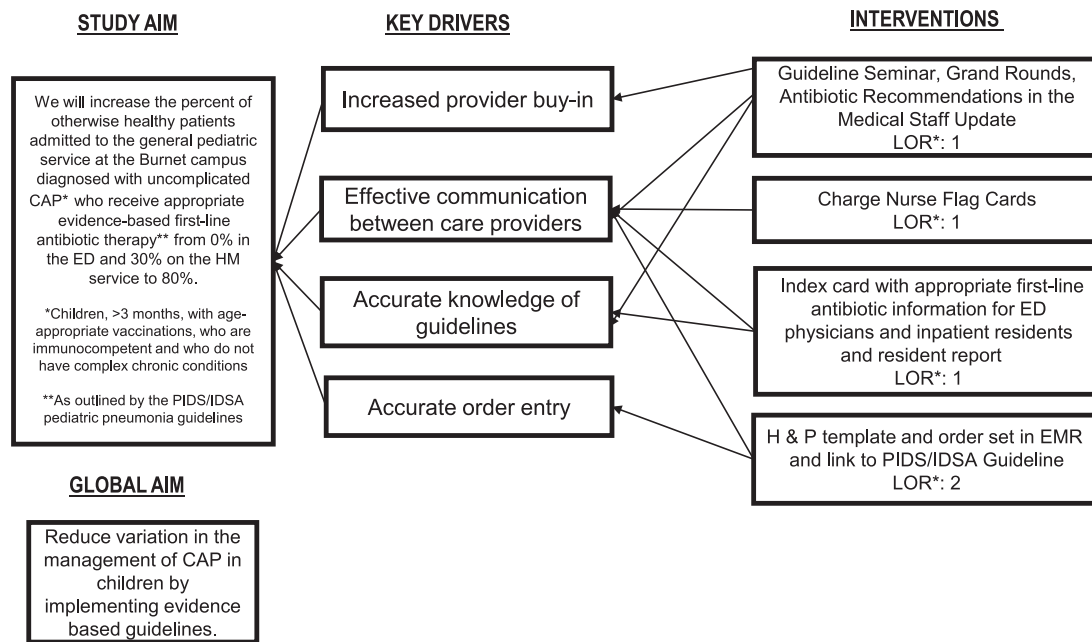 STUDY AIM
We will increase the percent of
otherwise healthy patients
admitted to the general pediatric
service at the Burnet campus
diagnosed with uncomplicated
CAP* who receive appropriate
evidence-based first-line
antibiotic therapy** from 0% in
the ED and 30% on the HM
service to 80%.
*Children, >3 months, with age-
appropriate vaccinations, who are
immunocompetent and who do not
have complex chronic conditions
**As outlined by the PIDS/IDSA
pediatric pneumonia guidelines
GLOBAL AIM
Reduce variation in the
management of CAP in
children by
implementing evidence
based guidelines.
KEY DRIVERS
Increased provider buy-in
Effective communication
between care providers
Accurate knowledge of
guidelines
Accurate order entry
INTERVENTIONS
Guideline Seminar, Grand Rounds,
Antibiotic Recommendations in the
Medical Staff Update
LOR*: 1
Charge Nurse Flag Cards
LOR*: 1
Index card with appropriate first-line
antibiotic information for ED
physicians and inpatient residents
and resident report
LOR*: 1
H & P template and order set in EMR
and link to PIDS/IDSA Guideline
LOR*: 2